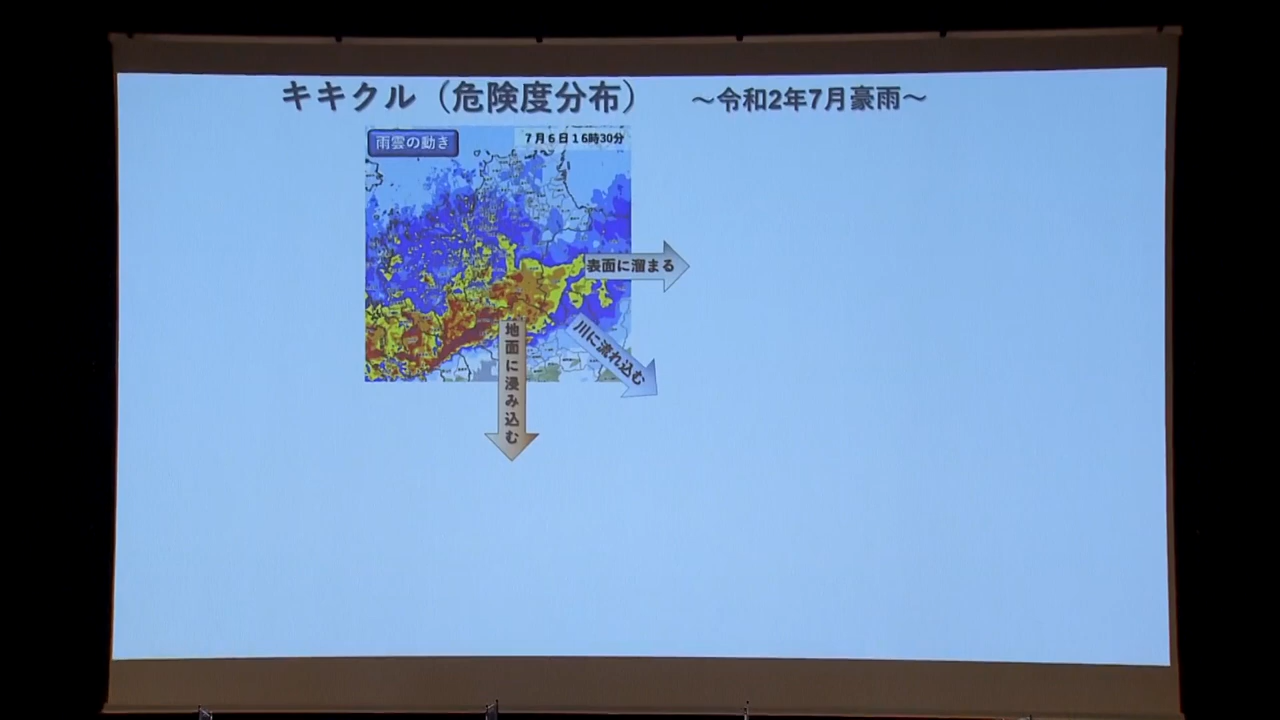 キキクル（危険度分布）　～令和2年7月豪雨～
雨雲の動き
7月6日16時30分
表面に溜まる
川に流れ込む
地面に浸み込む